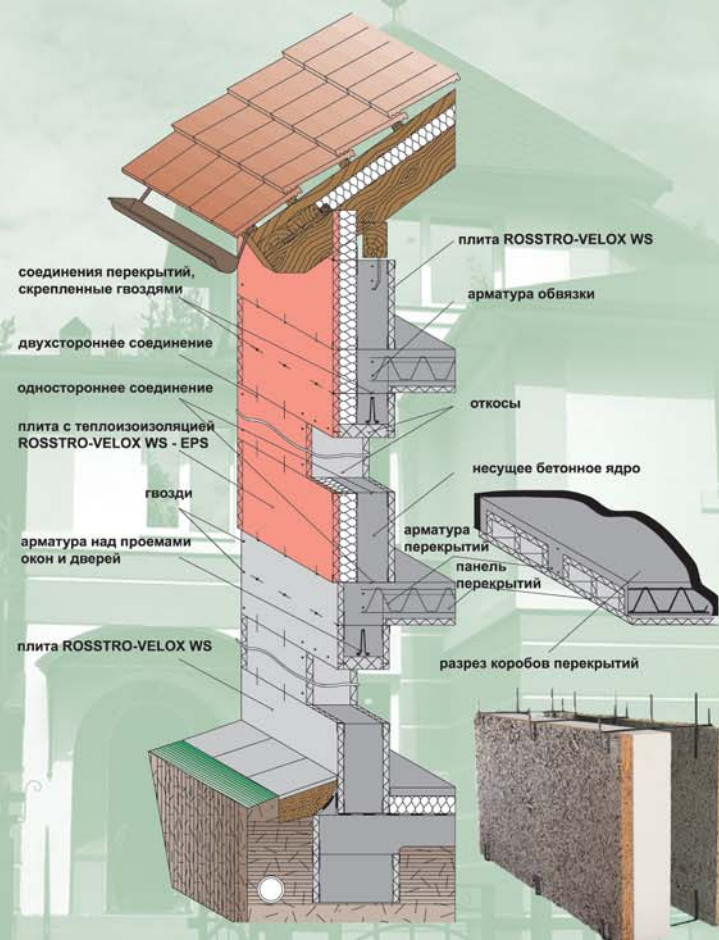 соединения перекрытий,
скрепленные гвоздями
двухстороннее соединение
одностороннее соединение
плита с теплоизоизоляцией
ROSSTRO-VELOX WS - EPS
гвозди
арматура над проемами
окон и дверей
плита ROSSTRO-VELOX WS
плита ROSSTRO-VELOX WS
арматура обвязки
откосы
несущее бетонное ядро
арматура
перекрытий
панель
перекрытий
разрез коробов перекрытий